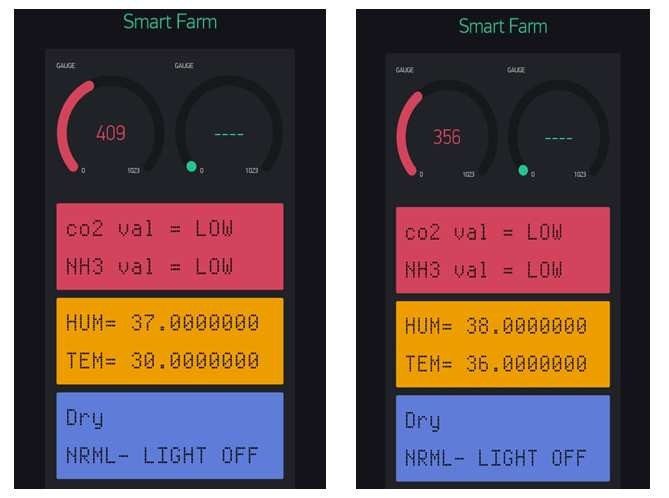 Smart Farm
GAUGE
GAUGE
409
----
0
1023
0
1023
co2 val = LOW
NH3 val = LOW
HUM= 37.0000000
TEM= 30.0000000
Dry
NRML- LIGHT OFF
Smart Farm
GAUGE
GAUGE
356
----
0
1023
0
1023
co2 val = LOW
NH3 val = LOW
HUM= 38.0000000
TEM= 36.0000000
Dry
NRML- LIGHT OFF